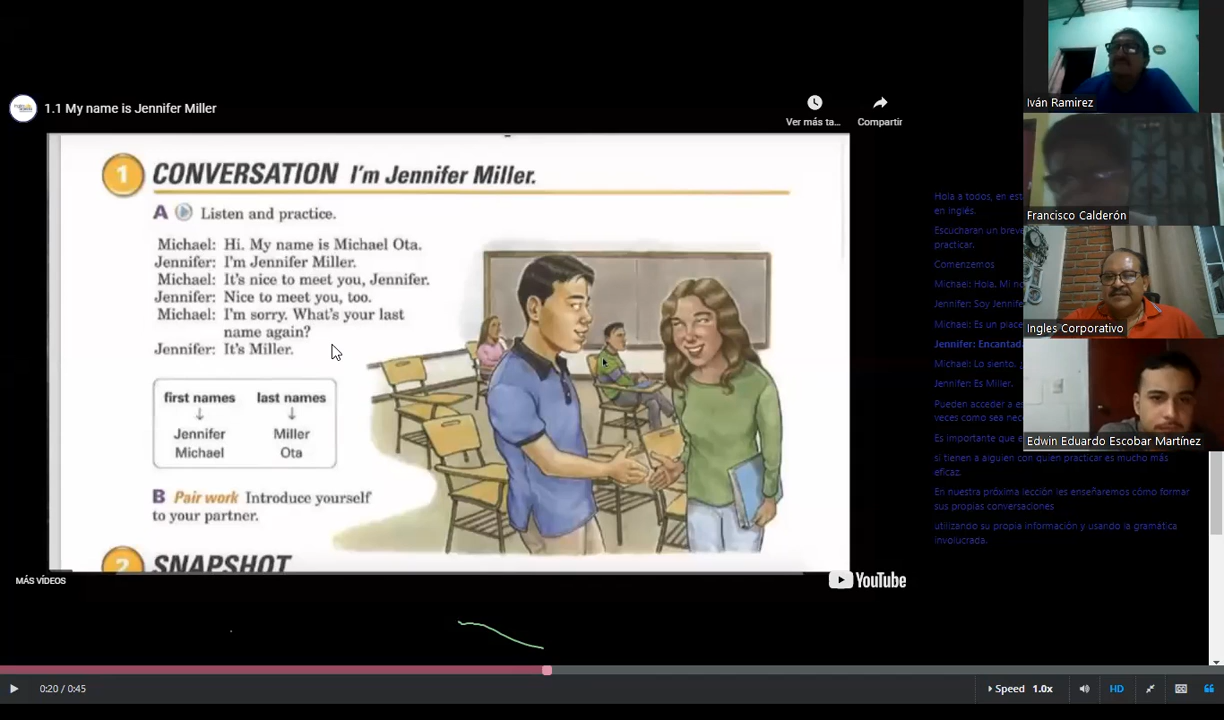 1.1 My name is Jennifer Miller
Ver más ta...
Compartir
1 CONVERSATION I'm Jennifer Miller.
A Listen and practice.
Michael: Hi. My name is Michael Ota.
Jennifer: I'm Jennifer Miller.
Michael: It's nice to meet you, Jennifer.
Jennifer: Nice to meet you, too.
Michael: I'm sorry. What's your last
name again?
Jennifer: It's Miller.
first names last names
↓ ↓
Jennifer Miller
Michael Ota
B Pair work Introduce yourself
to your partner.
2 SNAPSHOT
MÁS VÍDEOS
YouTube
Hola a todos, en est
en inglés.
Escucharan un breve
practicar.
Comenzemos
Michael: Hola. Mi no
Jennifer: Soy Jennife
Michael: Es un place
Jennifer: Encantad
Michael: Lo siento.
Jennifer: Es Miller.
Pueden acceder a es
veces como sea nec
Es importante que e
si tienen a alguien con quien practicar es mucho más
eficaz.
En nuestra próxima lección les enseñaremos cómo formar
sus propias conversaciones
utilizando su propia información y usando la gramática
involucrada.
Iván Ramirez
Francisco Calderón
Ingles Corporativo
Edwin Eduardo Escobar Martínez
0:20 / 0:45
Speed 1.0x
HD